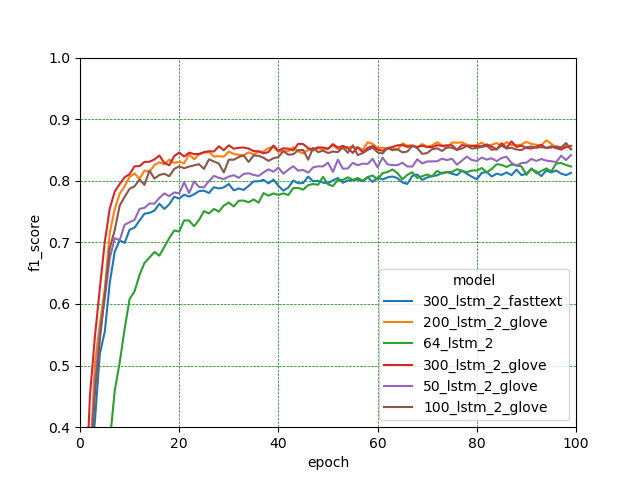 1.0
0.9
0.8
0.7
0.6
0.5
0.4
0 20 40 60 80 100
f1_score
epoch
model
300_lstm_2_fasttext
200_lstm_2_glove
64_lstm_2
300_lstm_2_glove
50_lstm_2_glove
100_lstm_2_glove